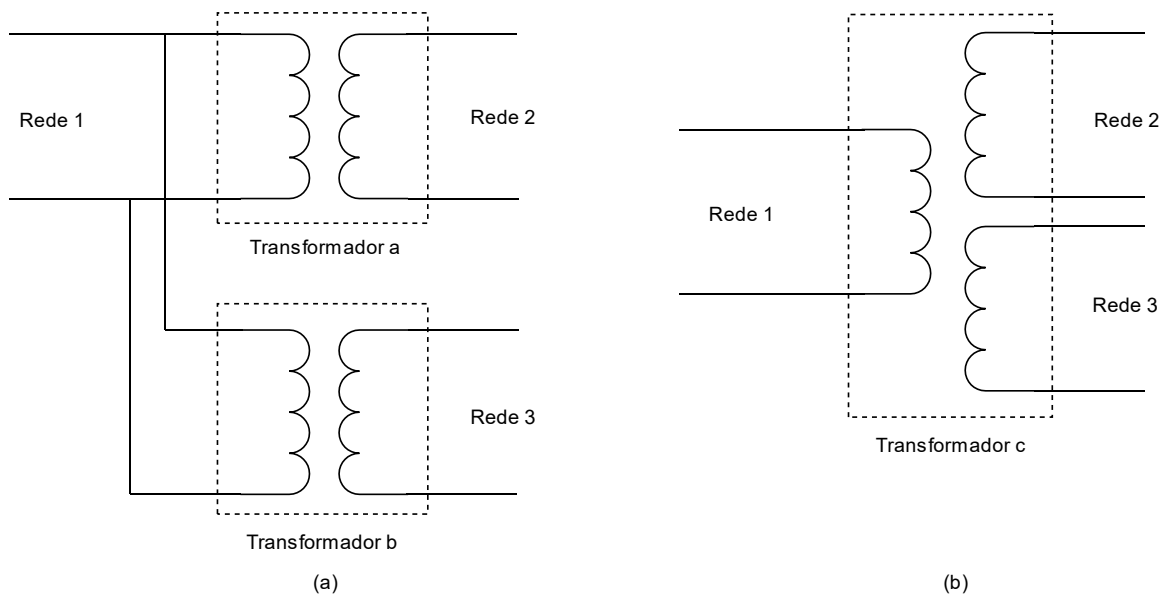 Rede 1
Rede 2
Transformador a
Rede 3
Transformador b
(a)
Rede 2
Rede 1
Rede 3
Transformador c
(b)